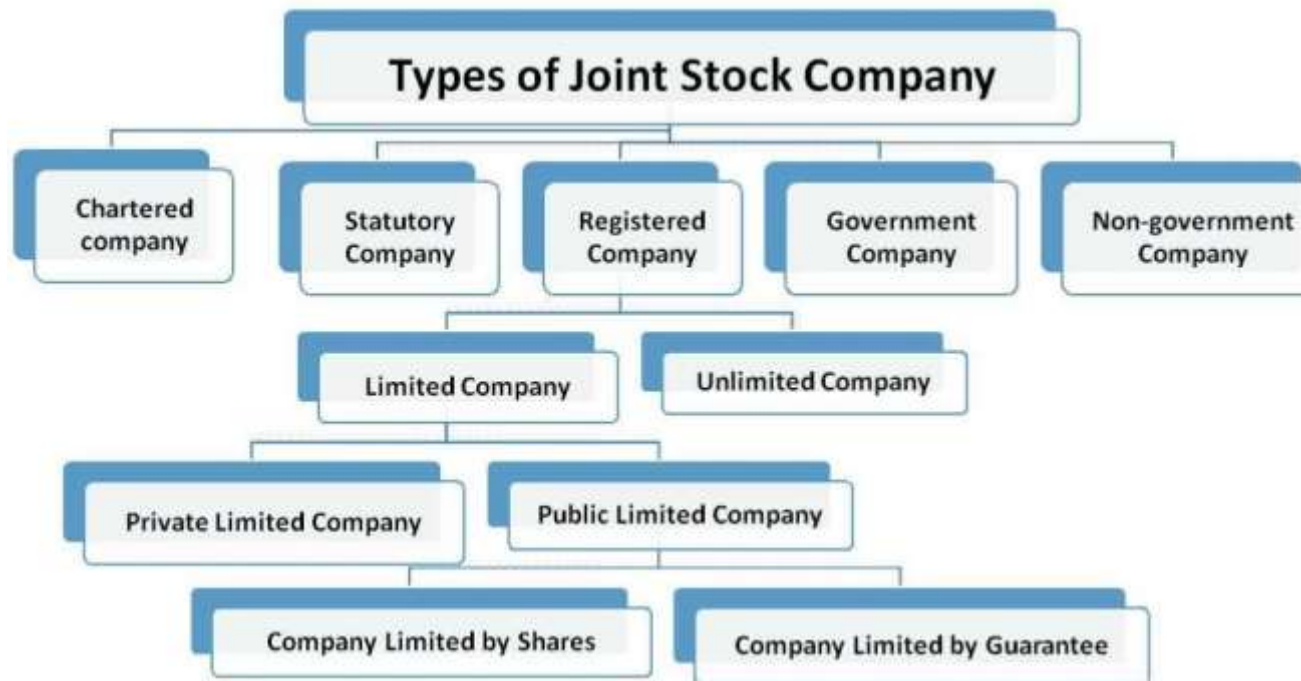 Types of Joint Stock Company
Chartered
company
Statutory
Company
Registered
Company
Government
Company
Non-government
Company
Limited Company
Unlimited Company
Private Limited Company
Public Limited Company
Company Limited by Shares
Company Limited by Guarantee